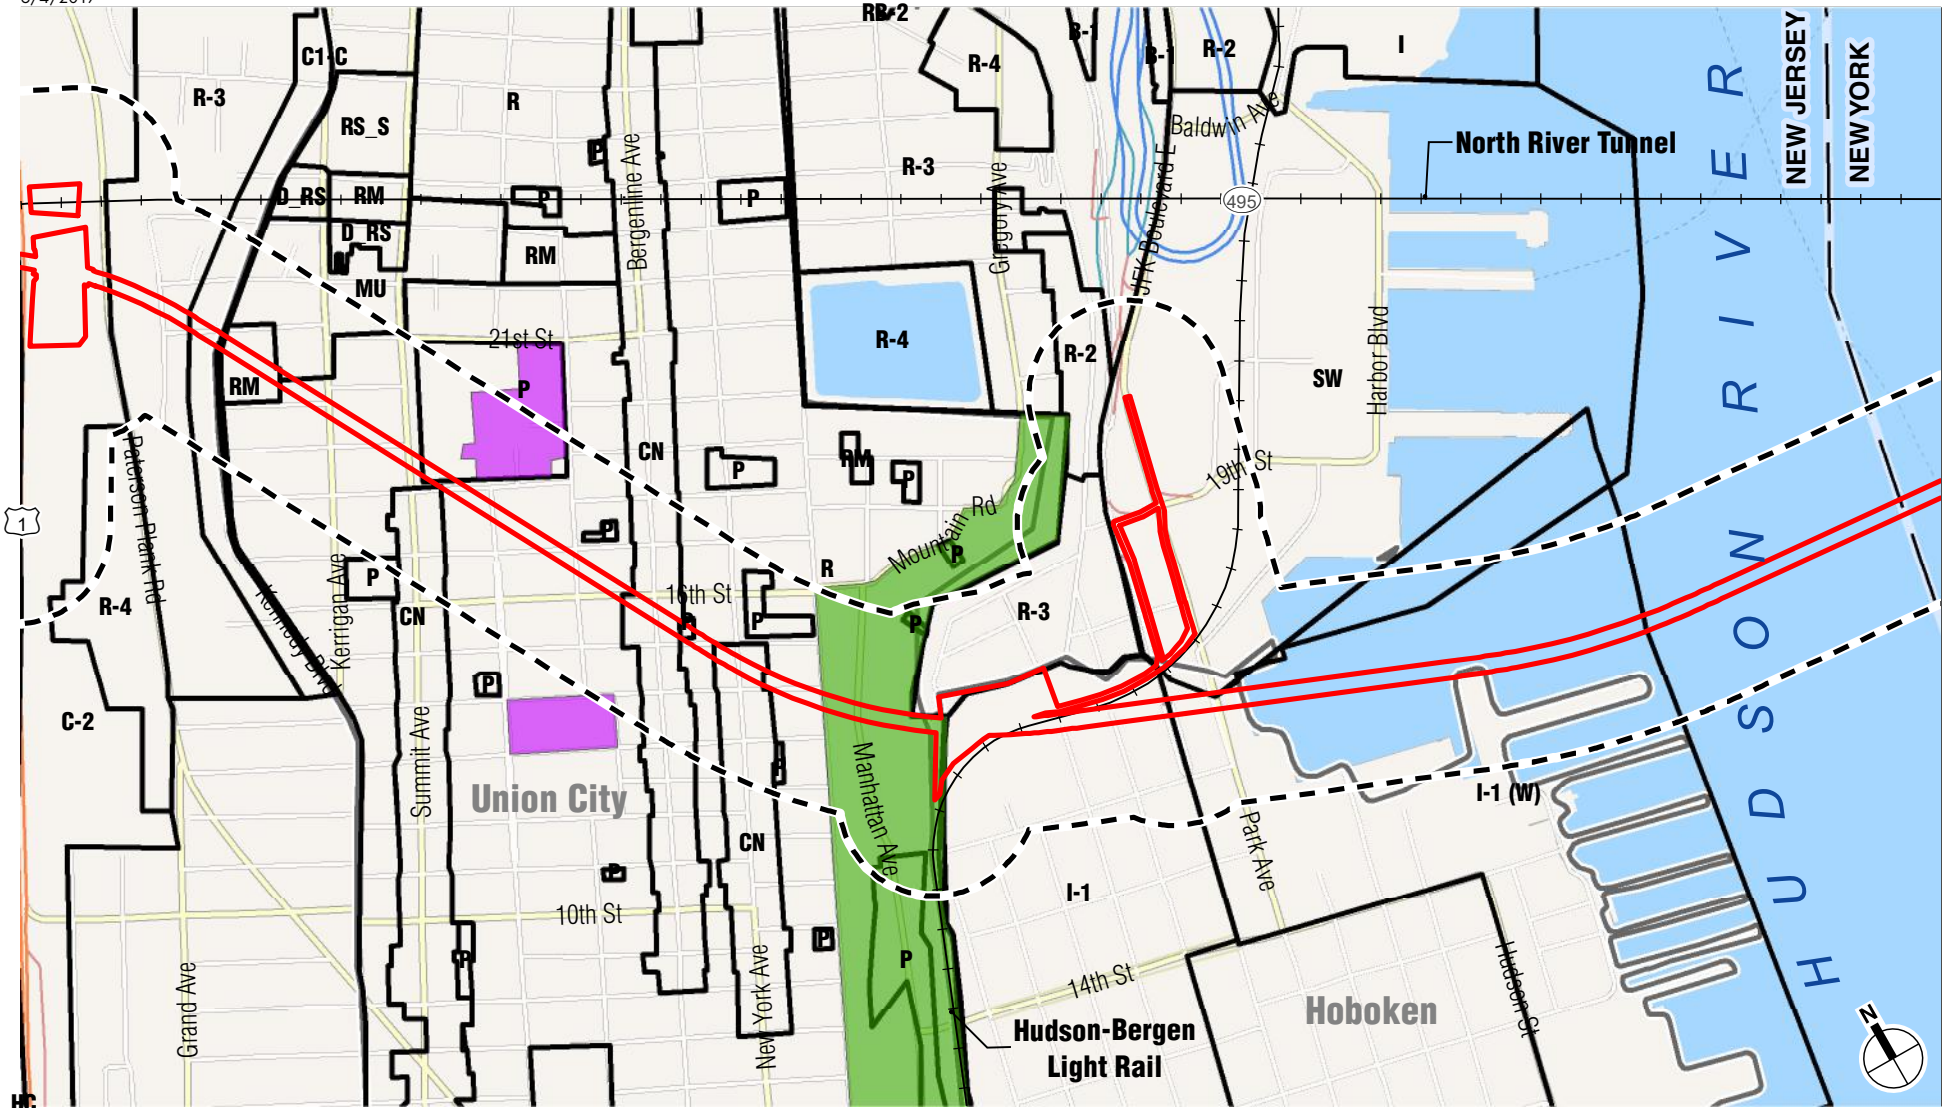 RB-2
C1-C
R-4
B-1
B-1
R-2
I
NEW JERSEY
NEW YORK
R-3
R
RS_S
Baldwin Ave
North River Tunnel
P
Bergenline Ave
R-3
Gregory Ave
JFK Boulevard E
D_RS
RM
P
P
495
D_RS
RM
MU
HUDSON RIVER
21st St
R-4
R-2
Harbor Blvd
SW
RM
P
CN
P
RM
P
19th St
Paterson Plank Rd
Mountain Rd
1
P
P
P
R
Kennedy Blvd
Kerrigan Ave
16th St
R-4
CN
P
P
P
R-3
P
C-2
Summit Ave
Manhattan Ave
P
Union City
I-1 (W)
Park Ave
CN
P
10th St
I-1
P
P
P
New York Ave
14th St
Hudson St
Grand Ave
Hoboken
Hudson-Bergen
Light Rail
N
HC